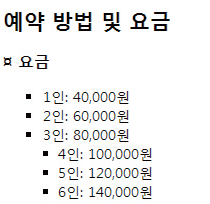 예약 방법 및 요금
¤ 요금
▪ 1인: 40,000원
▪ 2인: 60,000원
▪ 3인: 80,000원
▪ 4인: 100,000원
▪ 5인: 120,000원
▪ 6인: 140,000원